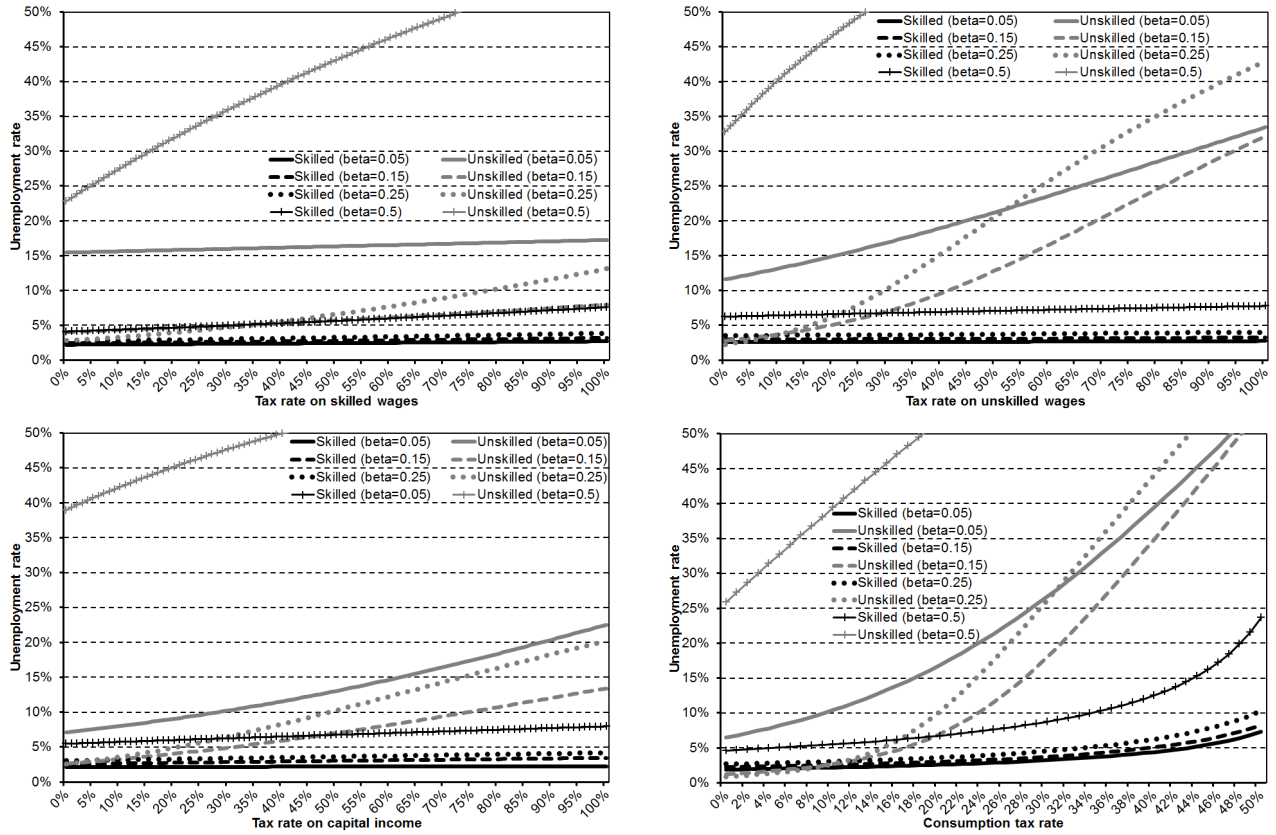 50%
45%
40%
35%
30%
25%
20%
15%
10%
5%
0%
Unemployment rate
Skilled (beta=0.05) Unskilled (beta=0.05)
Skilled (beta=0.15) Unskilled (beta=0.15)
Skilled (beta=0.25) Unskilled (beta=0.25)
Skilled (beta=0.5) Unskilled (beta=0.5)
0% 5% 10% 15% 20% 25% 30% 35% 40% 45% 50% 55% 60% 65% 70% 75% 80% 85% 90% 95% 100%
Tax rate on skilled wages
50%
45%
40%
35%
30%
25%
20%
15%
10%
5%
0%
Unemployment rate
Skilled (beta=0.05) Unskilled (beta=0.05)
Skilled (beta=0.15) Unskilled (beta=0.15)
Skilled (beta=0.25) Unskilled (beta=0.25)
Skilled (beta=0.5) Unskilled (beta=0.5)
0% 5% 10% 15% 20% 25% 30% 35% 40% 45% 50% 55% 60% 65% 70% 75% 80% 85% 90% 95% 100%
Tax rate on unskilled wages
50%
45%
40%
35%
30%
25%
20%
15%
10%
5%
0%
Unemployment rate
Skilled (beta=0.05) Unskilled (beta=0.05)
Skilled (beta=0.15) Unskilled (beta=0.15)
Skilled (beta=0.25) Unskilled (beta=0.25)
Skilled (beta=0.05) Unskilled (beta=0.5)
0% 5% 10% 15% 20% 25% 30% 35% 40% 45% 50% 55% 60% 65% 70% 75% 80% 85% 90% 95% 100%
Tax rate on capital income
50%
45%
40%
35%
30%
25%
20%
15%
10%
5%
0%
Unemployment rate
Skilled (beta=0.05)
Unskilled (beta=0.05)
Skilled (beta=0.15)
Unskilled (beta=0.15)
Skilled (beta=0.25)
Unskilled (beta=0.25)
Skilled (beta=0.5)
Unskilled (beta=0.5)
0% 2% 4% 6% 8% 10% 12% 14% 16% 18% 20% 22% 24% 26% 28% 30% 32% 34% 36% 38% 40% 42% 44% 46% 48% 50%
Consumption tax rate